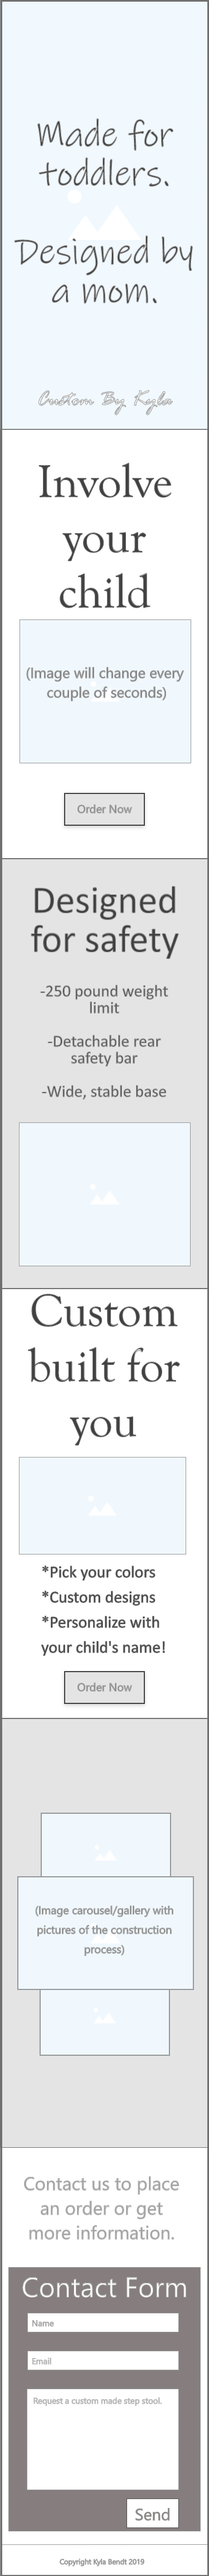 Made for
toddlers.
Designed by
a mom.
Custom By Kyla
Involve
your
child
(Image will change every
couple of seconds)
Order Now
Designed
for safety
-250 pound weight
limit
-Detachable rear
safety bar
-Wide, stable base
Custom
built for
you
*Pick your colors
*Custom designs
*Personalize with
your child's name!
Order Now
(Image carousel/gallery with
pictures of the construction
process)
Contact us to place
an order or get
more information.
Contact Form
Name
Email
Request a custom made step stool.
Send
Copyright Kyla Bendt 2019